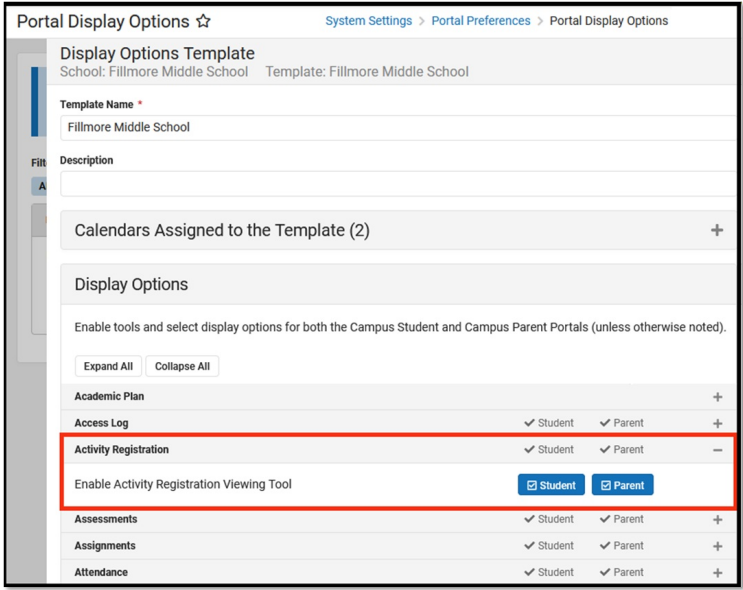 Portal Display Options
System Settings > Portal Preferences > Portal Display Options
Display Options Template
School: Fillmore Middle School Template: Fillmore Middle School
Template Name *
Fillmore Middle School
Filt
Description
A
Calendars Assigned to the Template (2)
Display Options
Enable tools and select display options for both the Campus Student and Campus Parent Portals (unless otherwise noted).
Expand All Collapse All
Academic Plan
Access Log Student Parent
Activity Registration Student Parent
Enable Activity Registration Viewing Tool Student Parent
Assessments Student Parent
Assignments Student Parent
Attendance Student Parent